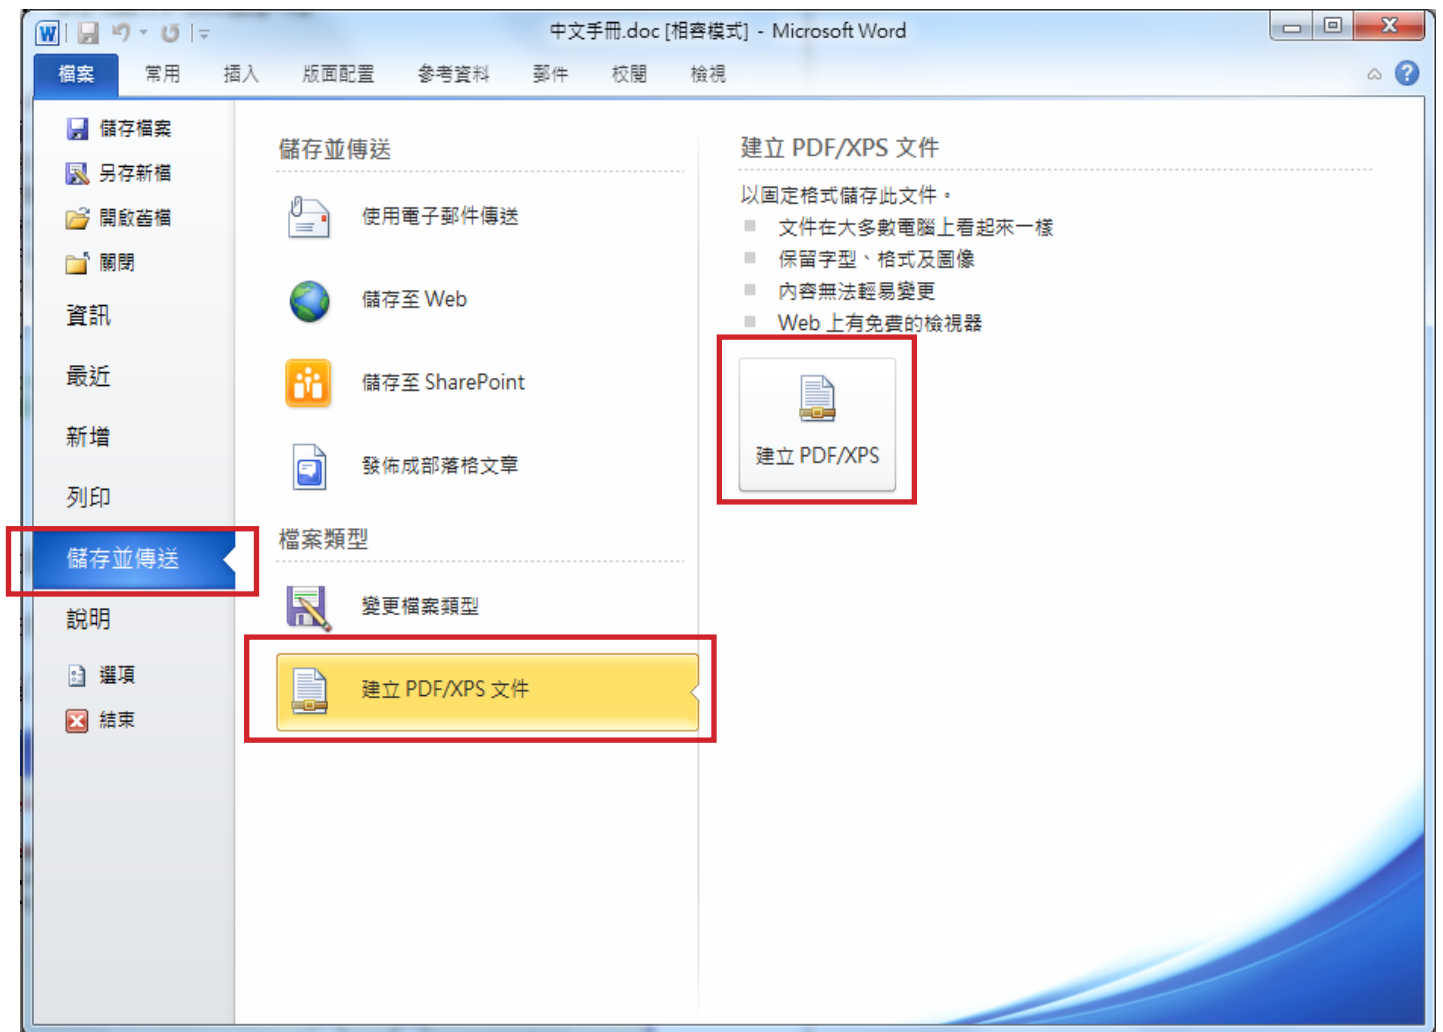 中文手冊.doc [相容模式] - Microsoft Word
檔案 常用 插入 版面配置 參考資料 郵件 校閱 檢視
儲存檔案
另存新檔
開啟舊檔
關閉
資訊
最近
新增
列印
儲存並傳送
說明
選項
結束
儲存並傳送
使用電子郵件傳送
儲存至 Web
儲存至 SharePoint
發佈成部落格文章
檔案類型
變更檔案類型
建立 PDF/XPS 文件
建立 PDF/XPS 文件
以固定格式儲存此文件。
文件在大多數電腦上看起來一樣
保留字型、格式及圖像
內容無法輕易變更
Web 上有免費的檢視器
建立 PDF/XPS